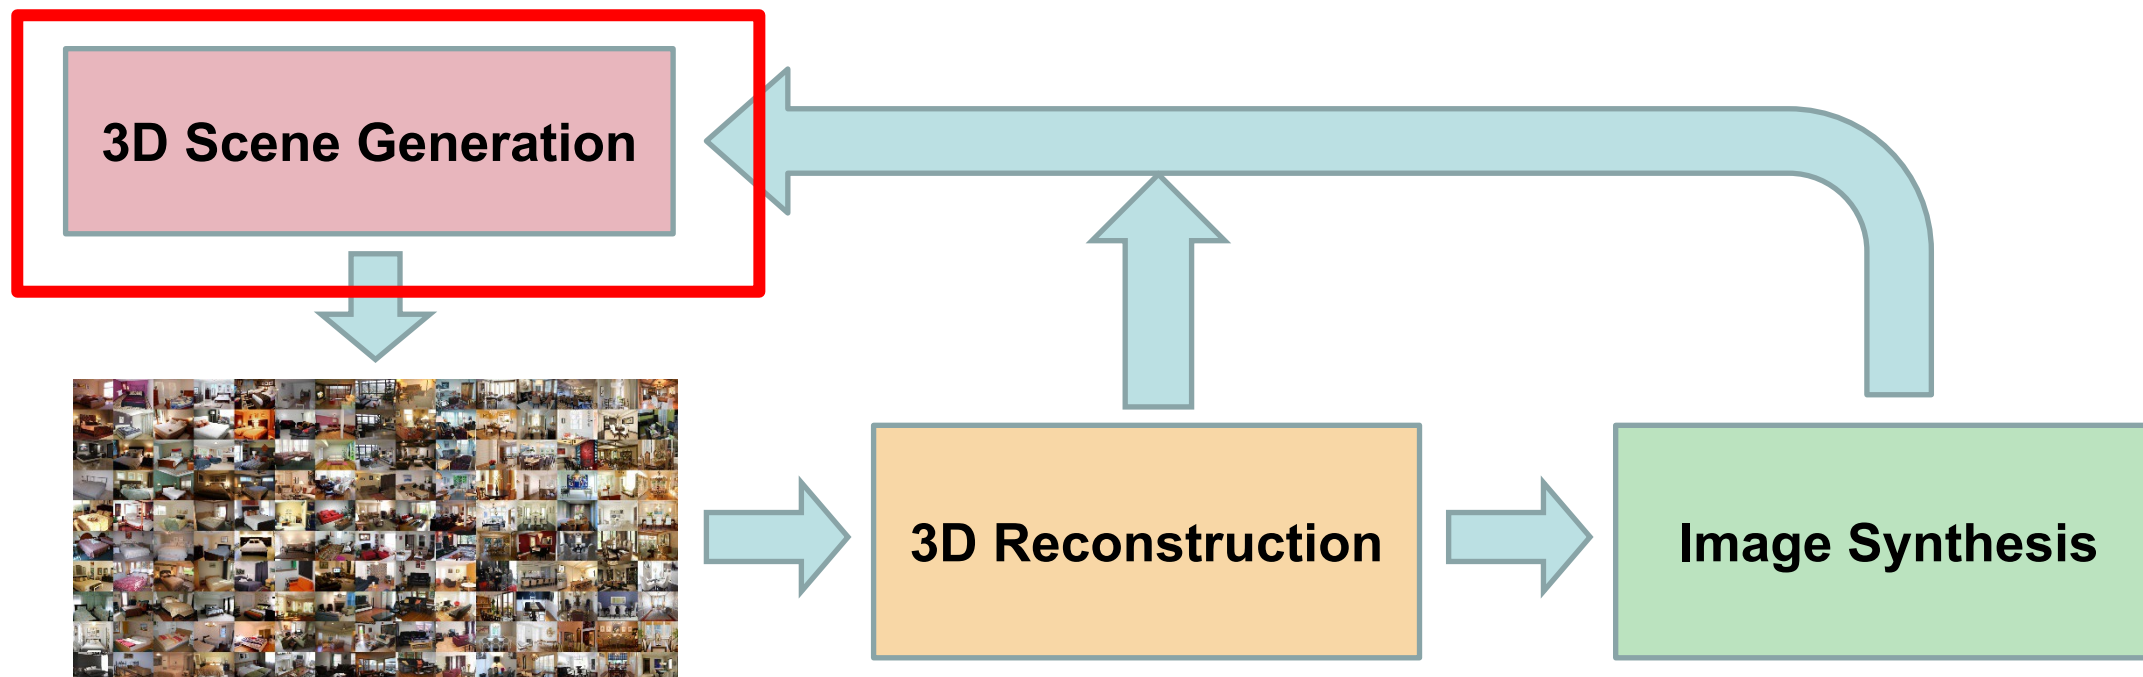 3D Scene Generation
3D Reconstruction
Image Synthesis